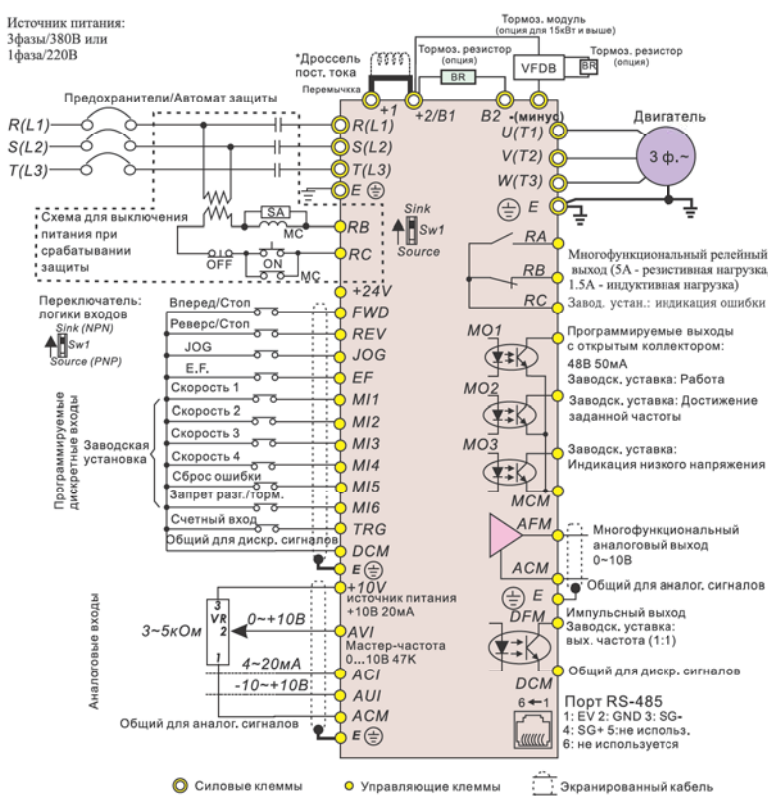 Источник питания:
3фазы/380В или
1фаза/220В
Тормоз. модуль
(опция для 15кВт и выше)
*Дроссель
пост. тока
Перемычкка
Тормоз. резистор
(опция)
BR
VFDB
Тормоз. резистор
(опция)
BR
Предохранители/Автомат защиты
+1
+2/B1
B2
-(минус)
Двигатель
R(L1)
S(L2)
T(L3)
R(L1)
S(L2)
T(L3)
E
U(T1)
V(T2)
W(T3)
E
3 ф.~
Схема для выключения
питания при
срабатывании
защиты
SA
MC
OFF
ON
MC
RB
RC
Sink
Sw1
Source
RA
RB
RC
Многофункциональный релейный
выход (5А - резистивная нагрузка,
1.5А - индуктивная нагрузка)
Завод. устан.: индикация ошибки
Переключатель:
логики входов
Sink (NPN)
Sw1
Source (PNP)
+24V
Вперед/Стоп
FWD
Реверс/Стоп
REV
JOG
JOG
E.F.
EF
Скорость 1
MI1
Скорость 2
MI2
Скорость 3
MI3
Скорость 4
MI4
Сброс ошибки
MI5
Запрет разг./торм.
MI6
Счетный вход
TRG
Общий для дискр. сигналов
DCM
E
Программируемые
дискретные входы
Заводская
установка
MO1
Программируемые выходы
с открытым коллектором:
48В 50мА
Заводск. уставка: Работа
MO2
Заводск. уставка: Достижение
заданной частоты
MO3
Заводск. уставка:
Индикация низкого напряжения
MCM
AFM
Многофункциональный
аналоговый выход
0~10В
ACM
Общий для аналог. сигналов
E
DFM
Импульсный выход
Заводск. уставка:
вых. частота (1:1)
Общий для дискр. сигналов
DCM
Аналоговые входы
3~5кОм
3
VR
2
1
+10V
источник питания
+10В 20мА
0~+10В
AVI
Мастер-частота
0...10В 47К
4~20мА
ACI
-10~+10В
AUI
Общий для аналог. сигналов
ACM
E
6←1
Порт RS-485
1: EV 2: GND 3: SG-
4: SG+ 5:не использ.
6: не используется
Силовые клеммы
Управляющие клеммы
Экранированный кабель